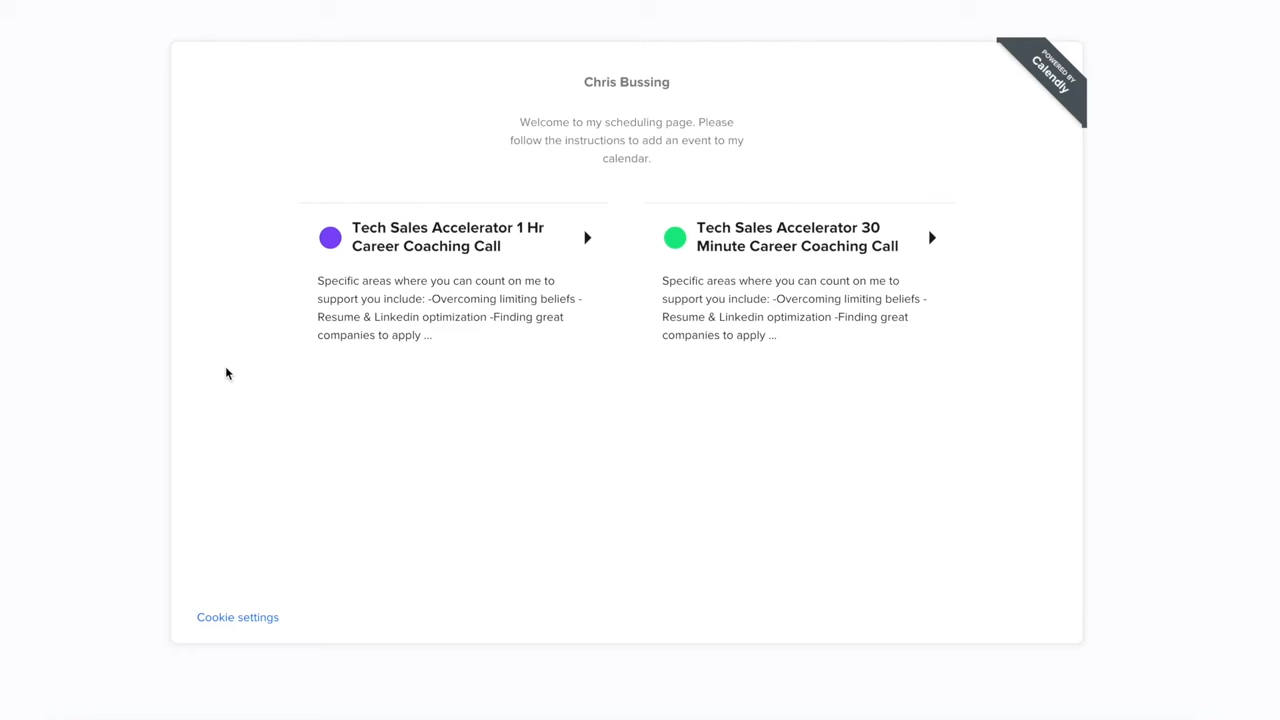 POWERED BY
Calendly
Chris Bussing
Welcome to my scheduling page. Please
follow the instructions to add an event to my
calendar.
Tech Sales Accelerator 1 Hr
Career Coaching Call
Specific areas where you can count on me to
support you include: -Overcoming limiting beliefs -
Resume & Linkedin optimization -Finding great
companies to apply ...
Tech Sales Accelerator 30
Minute Career Coaching Call
Specific areas where you can count on me to
support you include: -Overcoming limiting beliefs -
Resume & Linkedin optimization -Finding great
companies to apply ...
Cookie settings